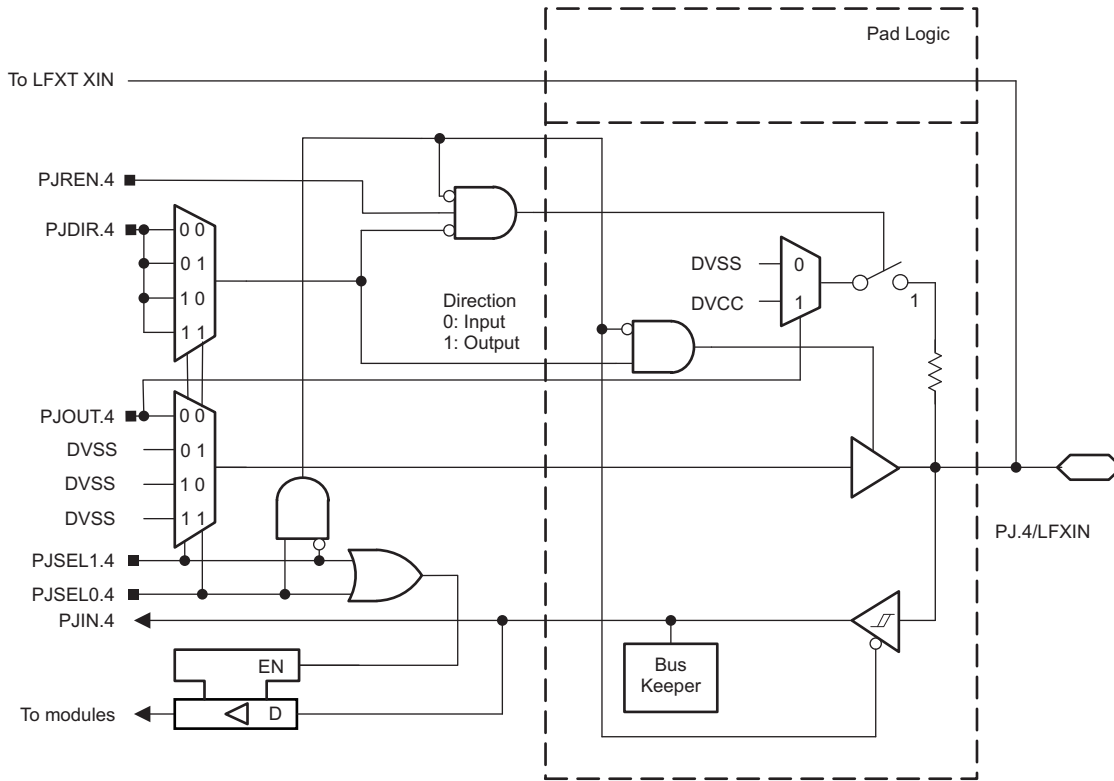 Pad Logic
To LFXT XIN
PJREN.4
PJDIR.4
0 0
0 1
1 0
1 1
Direction
0: Input
1: Output
DVSS
0
DVCC
1
1
PJOUT.4
0 0
DVSS
0 1
DVSS
1 0
DVSS
1 1
PJ.4/LFXIN
PJSEL1.4
PJSEL0.4
PJIN.4
Bus
Keeper
EN
To modules
D